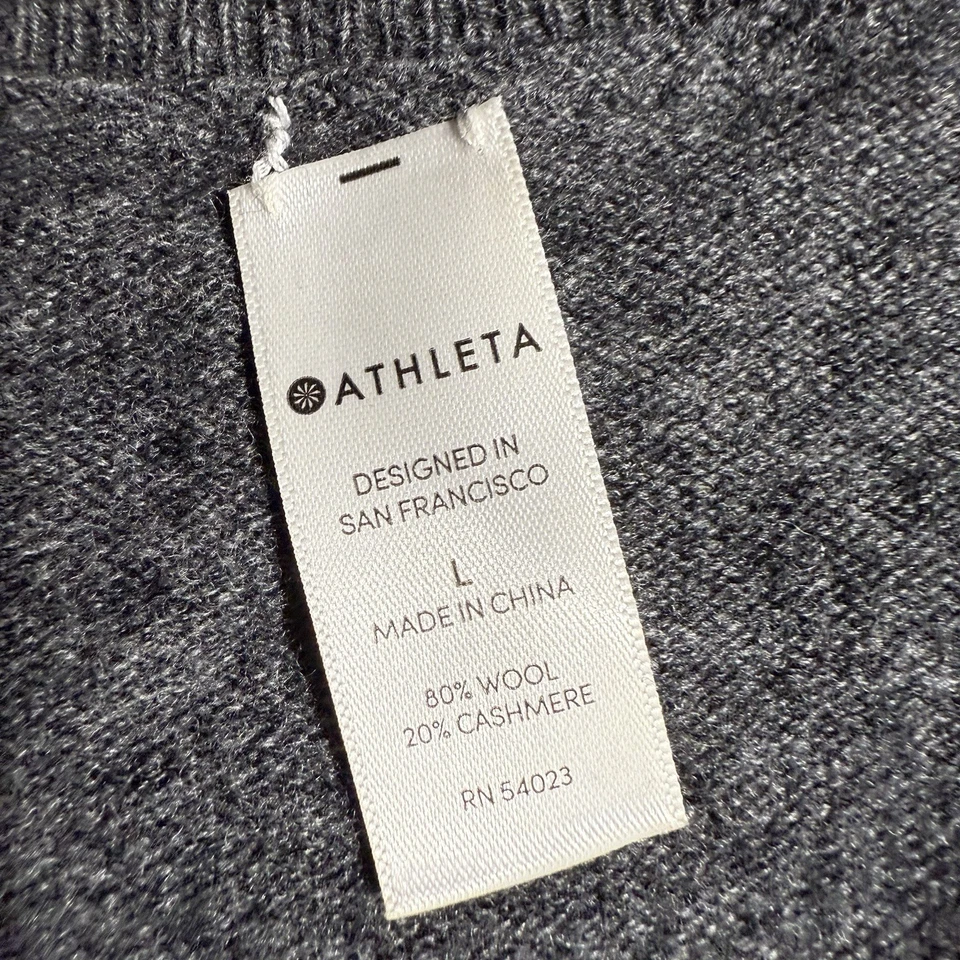 ATHLETA
DESIGNED IN
SAN FRANCISCO
L
MADE IN CHINA
80% WOOL
20% CASHMERE
RN 54023